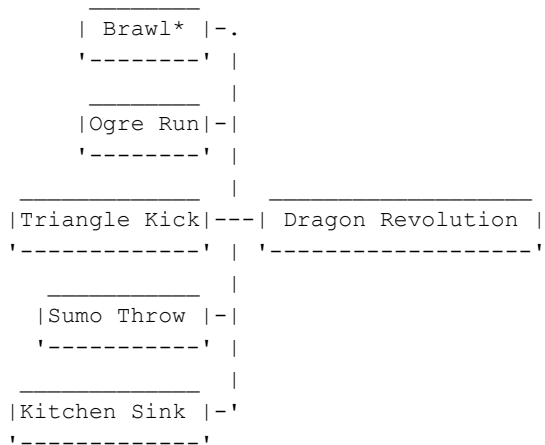 Brawl*
Ogre Run
Triangle Kick
Dragon Revolution
Sumo Throw
Kitchen Sink